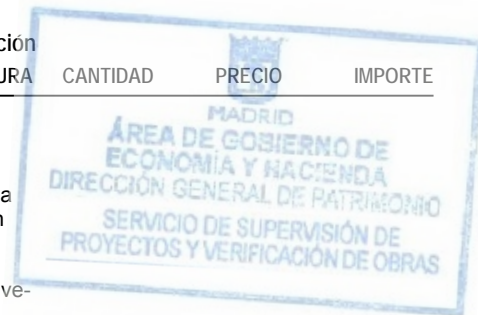 ción
URA CANTIDAD PRECIO IMPORTE
MADRID
ÁREA DE GOBIERNO DE
ECONOMÍA Y HACIENDA
DIRECCIÓN GENERAL DE PATRIMONIO
a
n
SERVICIO DE SUPERVISIÓN DE
PROYECTOS Y VERIFICACIÓN DE OBRAS
ve-